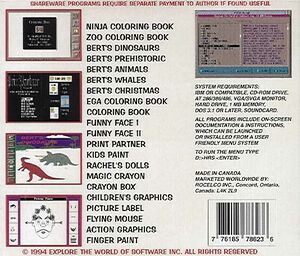 SHAREWARE PROGRAMS REQUIRE SEPARATE PAYMENT TO AUTHOR IF FOUND USEFUL
NINJA COLORING BOOK
ZOO COLORING BOOK
BERT'S DINOSAURS
BERT'S PREHISTORIC
BERT'S ANIMALS
BERT'S WHALES
BERT'S CHRISTMAS
EGA COLORING BOOK
COLORING BOOK
FUNNY FACE I
FUNNY FACE II
PRINT PARTNER
KIDS PAINT
RACHEL'S DOLLS
MAGIC CRAYON
CRAYON BOX
CHILDREN'S GRAPHICS
PICTURE LABEL
FLYING MOUSE
ACTION GRAPHICS
FINGER PAINT
BERT'S DINOSAURS
SYSTEM REQUIREMENTS:
IBM OR COMPATIBLE, CD-ROM DRIVE,
AT 286/386/486, VGA/EGA MONITOR,
HARD DRIVE, 1 MB MEMORY,
DOS 3.1 OR LATER, SOUNDCARD.
ALL PROGRAMS INCLUDE ON-SCREEN
DOCUMENTATION & INSTRUCTIONS,
WHICH CAN BE LAUNCHED
OR INSTALLED FROM A USER
FRIENDLY MENU SYSTEM
TO RUN THE MENU TYPE
D:>HRS <ENTER>
MADE IN CANADA
MARKETED WORLDWIDE BY:
ROGELCO INC., Concord, Ontario,
Canada. L4K 2L9
7 76185 78623 6
© 1994 EXPLORE THE WORLD OF SOFTWARE INC. ALL RIGHTS RESERVED